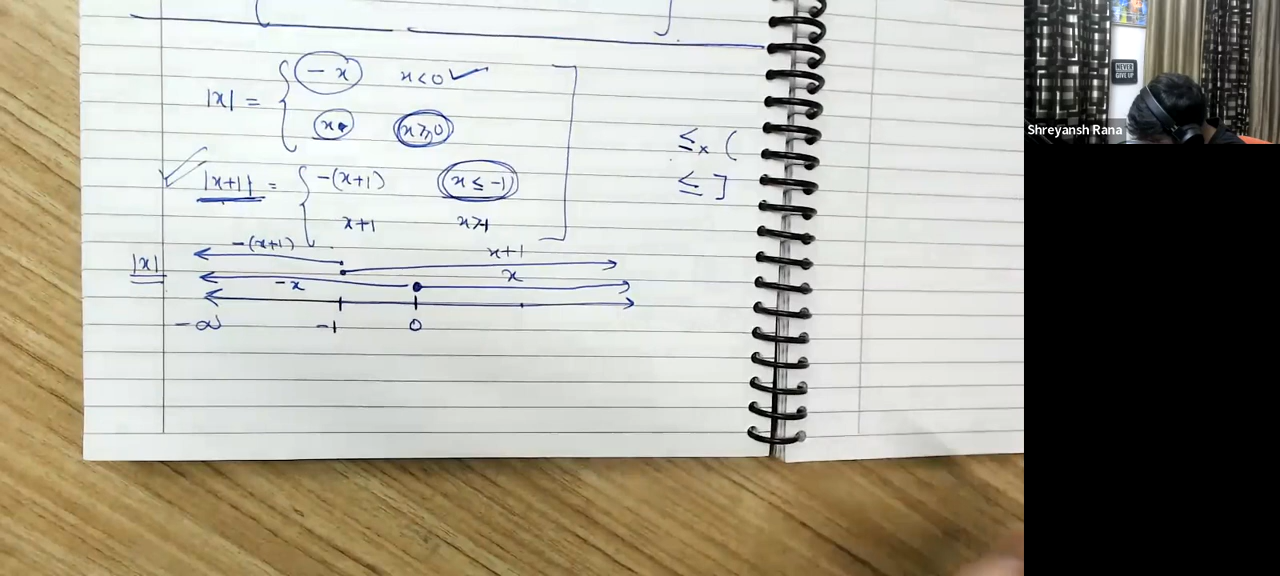 |x| = { -x x<0 ✓
x x≥0
|x+1| = { -(x+1) x ≤ -1
x+1 x>-1
≤ₓ (
≤ ]
-(x+1) x+1
|x|
-x x
-∞ -1 0
NEVER GIVE UP
Shreyansh Rana